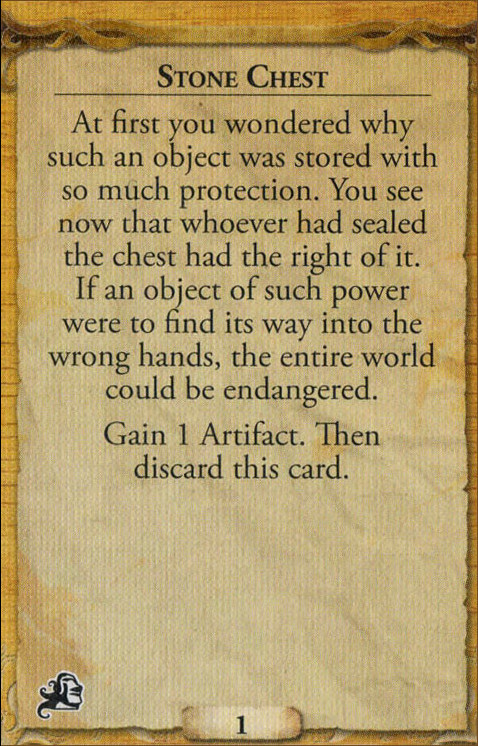 STONE CHEST
At first you wondered why
such an object was stored with
so much protection. You see
now that whoever had sealed
the chest had the right of it.
If an object of such power
were to find its way into the
wrong hands, the entire world
could be endangered.
Gain 1 Artifact. Then
discard this card.
1